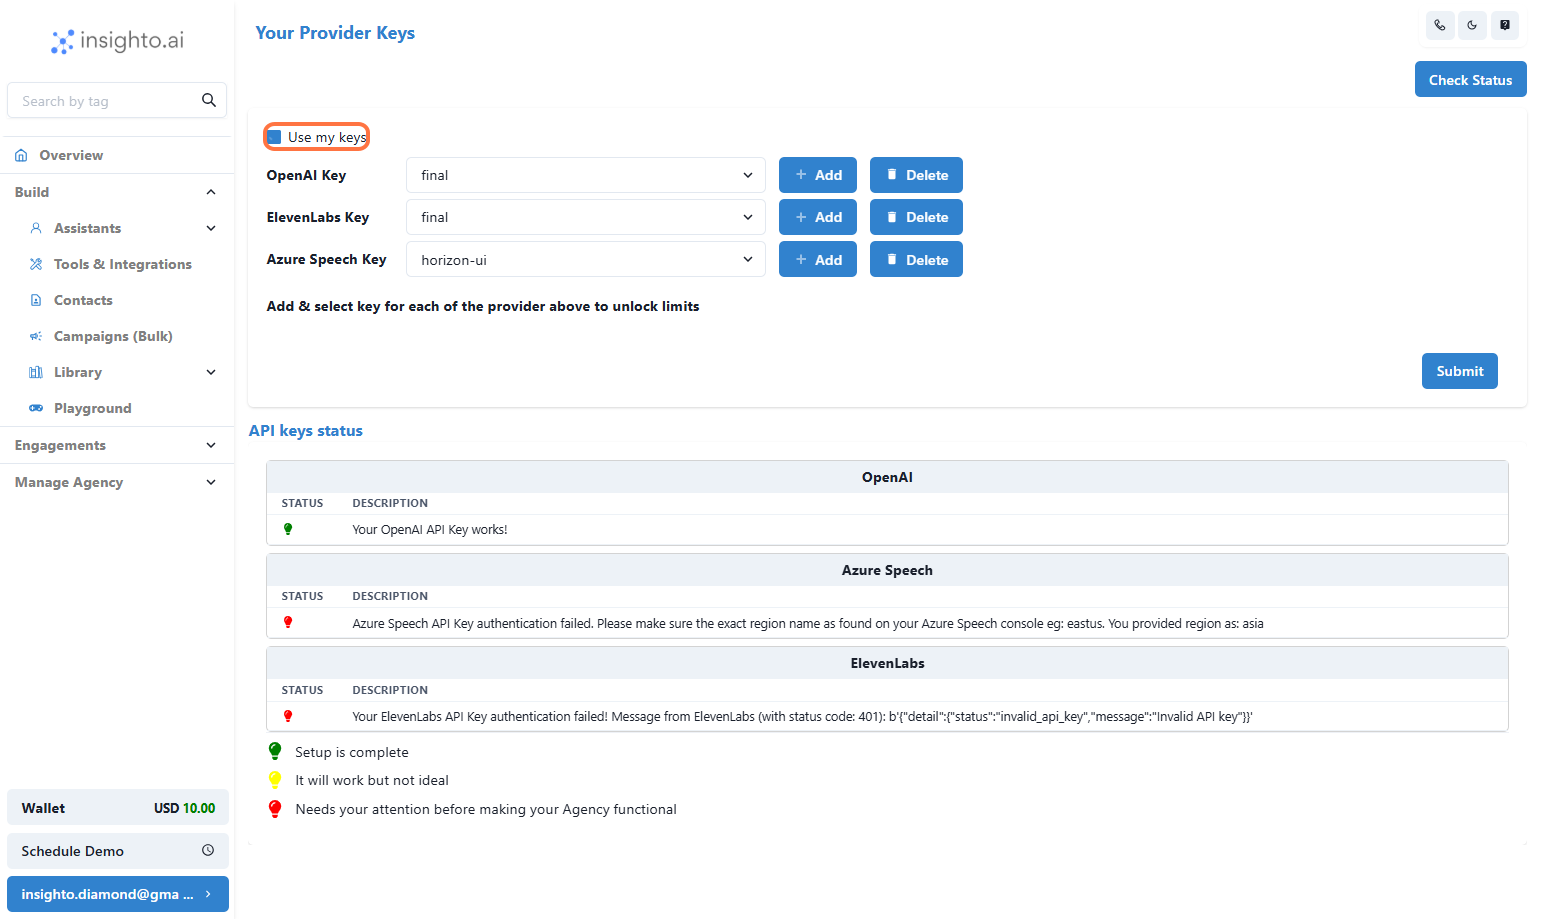 insighto.ai
Search by tag
Overview
Build
Assistants
Tools & Integrations
Contacts
Campaigns (Bulk)
Library
Playground
Engagements
Manage Agency
Wallet USD 10.00
Schedule Demo
insighto.diamond@gma ...
Your Provider Keys
Check Status
Use my keys
OpenAI Key final Add Delete
ElevenLabs Key final Add Delete
Azure Speech Key horizon-ui Add Delete
Add & select key for each of the provider above to unlock limits
Submit
API keys status
OpenAI
STATUS DESCRIPTION
Your OpenAI API Key works!
Azure Speech
STATUS DESCRIPTION
Azure Speech API Key authentication failed. Please make sure the exact region name as found on your Azure Speech console eg: eastus. You provided region as: asia
ElevenLabs
STATUS DESCRIPTION
Your ElevenLabs API Key authentication failed! Message from ElevenLabs (with status code: 401): b'{"detail":{"status":"invalid_api_key","message":"Invalid API key"}}'
Setup is complete
It will work but not ideal
Needs your attention before making your Agency functional